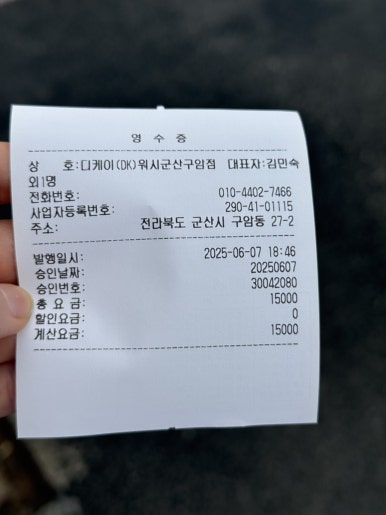 영 수 증
상 호: 디케이(DK)워시군산구암점 대표자:김민숙
외1명
전화번호: 010-4402-7466
사업자등록번호: 290-41-01115
주소: 전라북도 군산시 구암동 27-2
발행일시: 2025-06-07 18:46
승인날짜: 20250607
승인번호: 30042080
총 요 금: 15000
할인요금: 0
계산요금: 15000